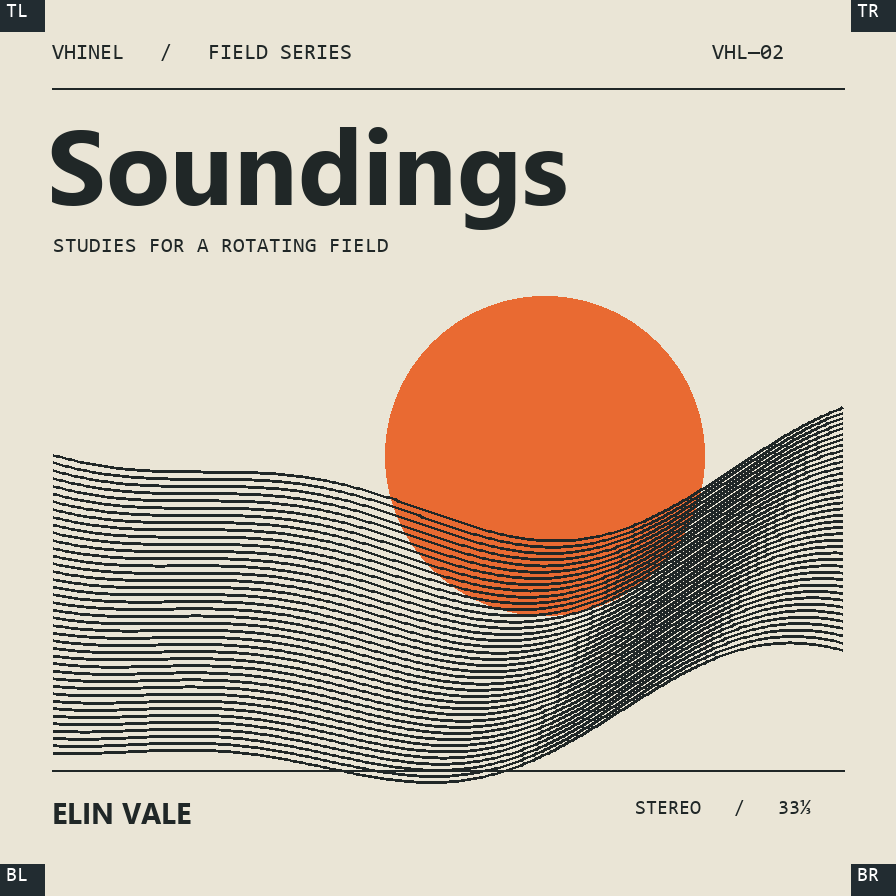 TL TR
VHINEL / FIELD SERIES VHL—02
Soundings
STUDIES FOR A ROTATING FIELD
ELIN VALE STEREO / 33⅓
BL BR